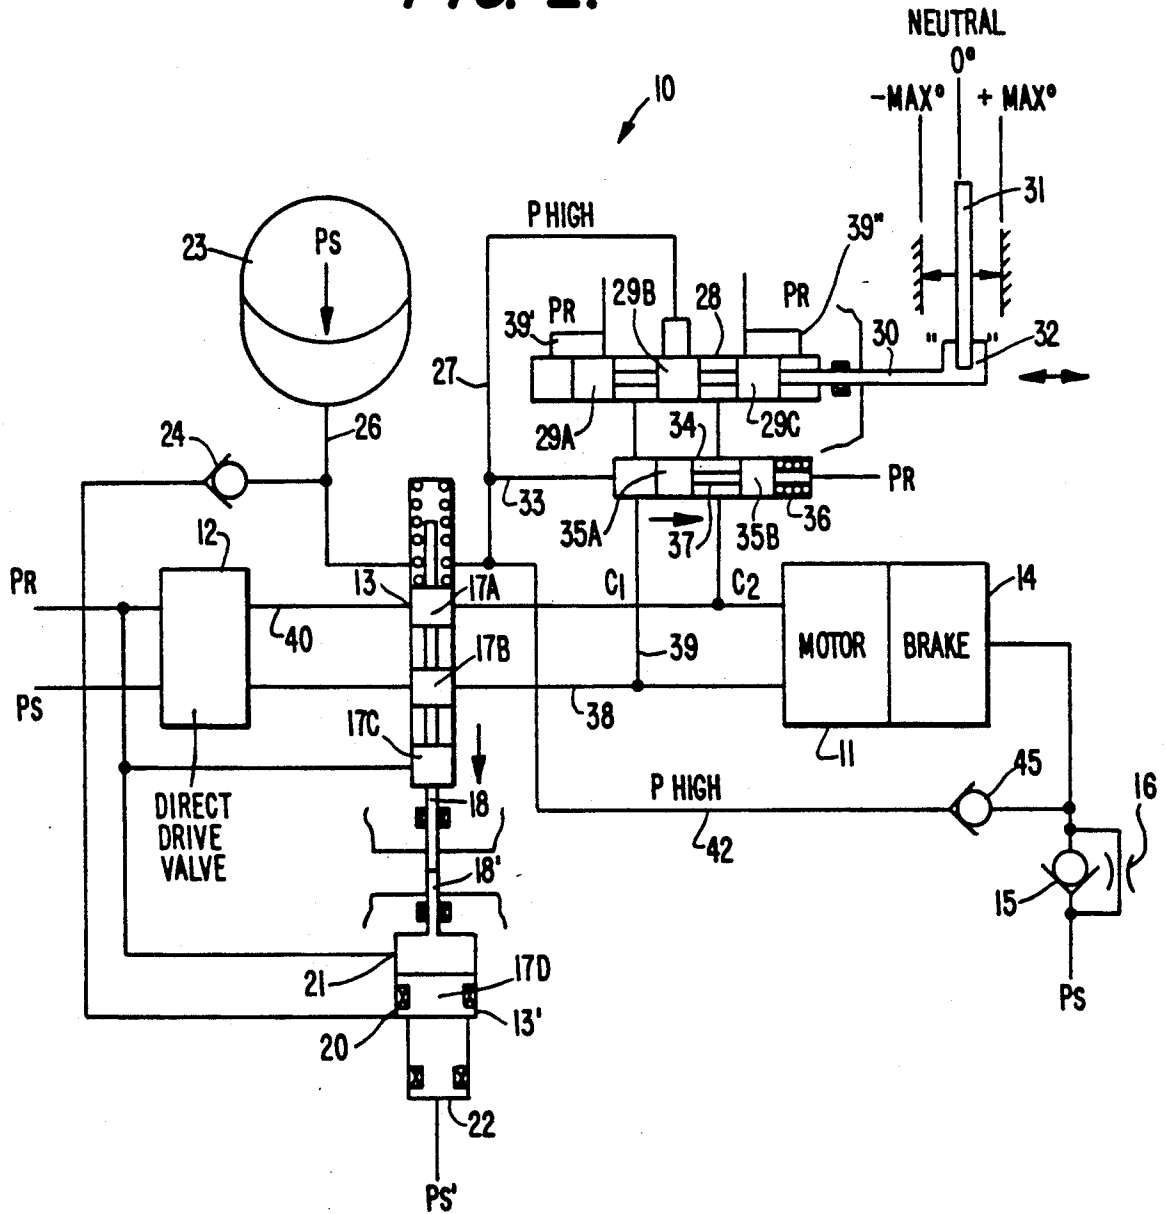 FIG. 2.
NEUTRAL
0°
-MAX° + MAX°
10
31
P HIGH
39"
23
PS
29B
28
PR
PR
39'
30
" "
32
27
29A
34
29C
24
26
33
PR
35A
37
35B
36
12
PR
13
17A
C1
C2
14
40
17B
MOTOR
BRAKE
39
PS
38
17C
11
45
P HIGH
16
18
42
DIRECT
DRIVE
VALVE
18'
15
21
17D
PS
20
13'
22
PS'